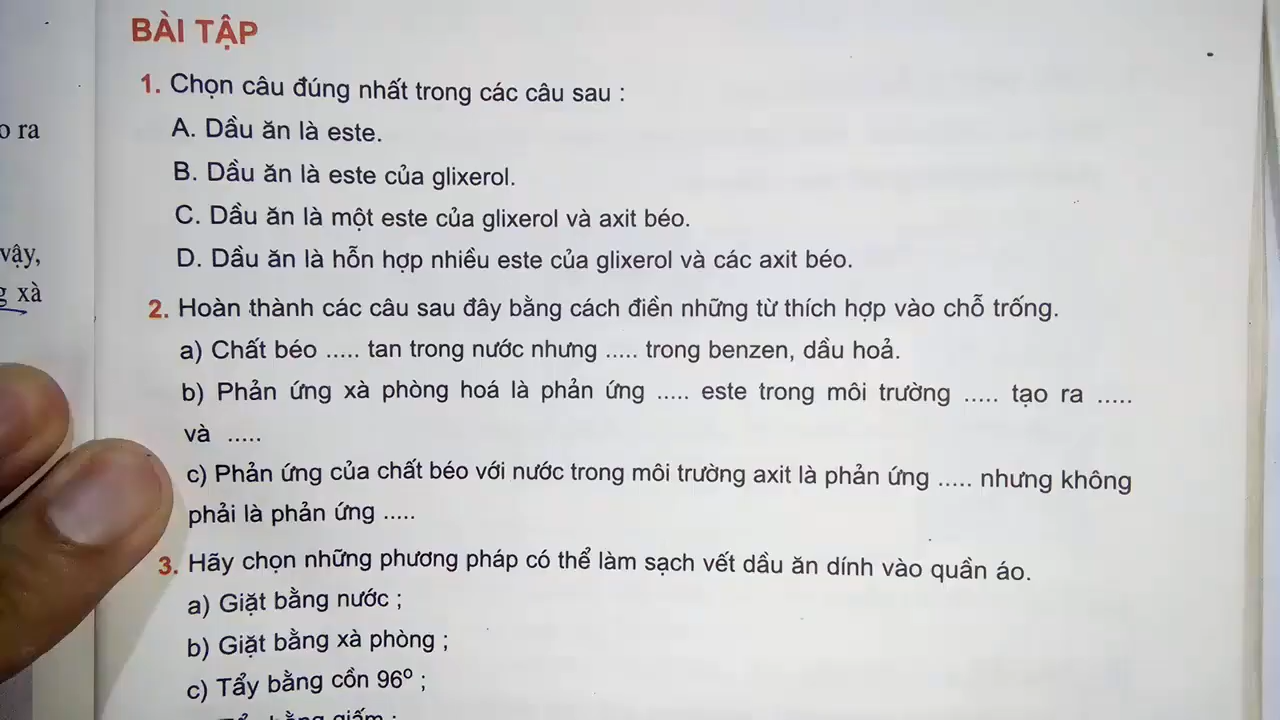 o ra
vậy,
g xà
BÀI TẬP
1. Chọn câu đúng nhất trong các câu sau :
A. Dầu ăn là este.
B. Dầu ăn là este của glixerol.
C. Dầu ăn là một este của glixerol và axit béo.
D. Dầu ăn là hỗn hợp nhiều este của glixerol và các axit béo.
2. Hoàn thành các câu sau đây bằng cách điền những từ thích hợp vào chỗ trống.
a) Chất béo ..... tan trong nước nhưng ..... trong benzen, dầu hoả.
b) Phản ứng xà phòng hoá là phản ứng ..... este trong môi trường ..... tạo ra .....
và .....
c) Phản ứng của chất béo với nước trong môi trường axit là phản ứng ..... nhưng không
phải là phản ứng .....
3. Hãy chọn những phương pháp có thể làm sạch vết dầu ăn dính vào quần áo.
a) Giặt bằng nước ;
b) Giặt bằng xà phòng ;
c) Tẩy bằng cồn 96° ;
Tẩy bằng giấm ;